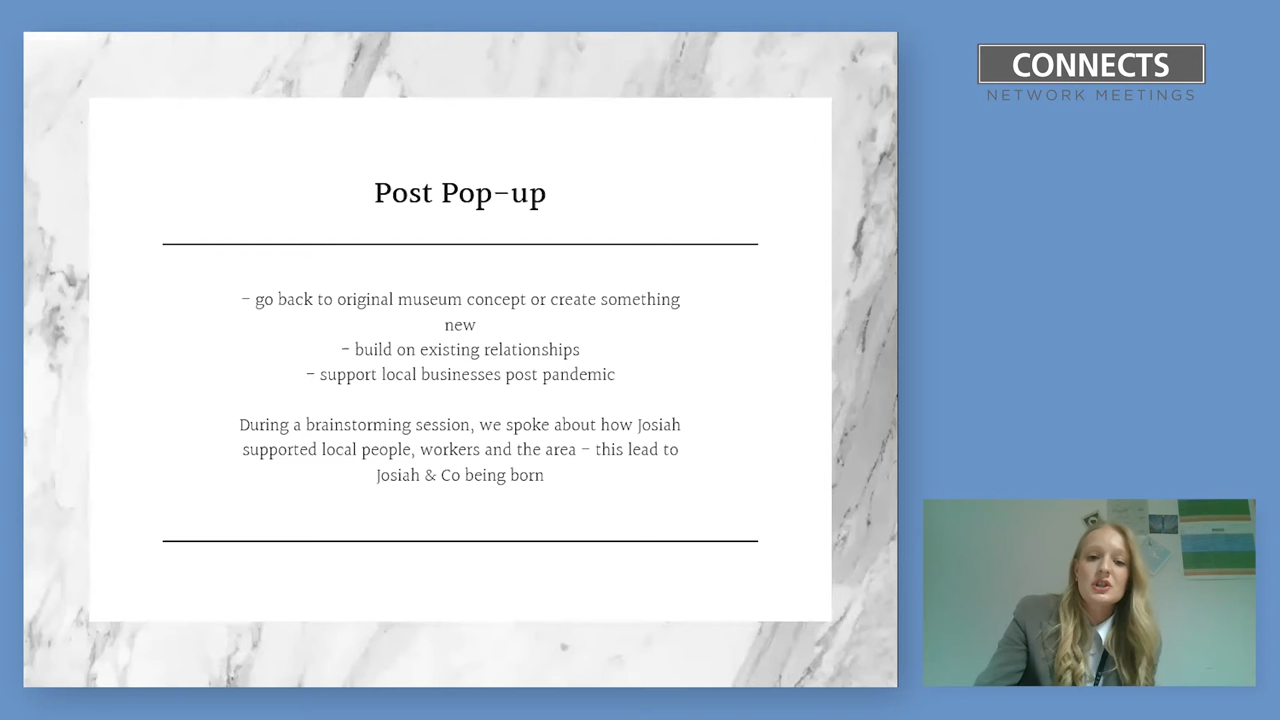 CONNECTS
NETWORK MEETINGS
Post Pop-up
- go back to original museum concept or create something
new
- build on existing relationships
- support local businesses post pandemic
During a brainstorming session, we spoke about how Josiah
supported local people, workers and the area - this lead to
Josiah & Co being born